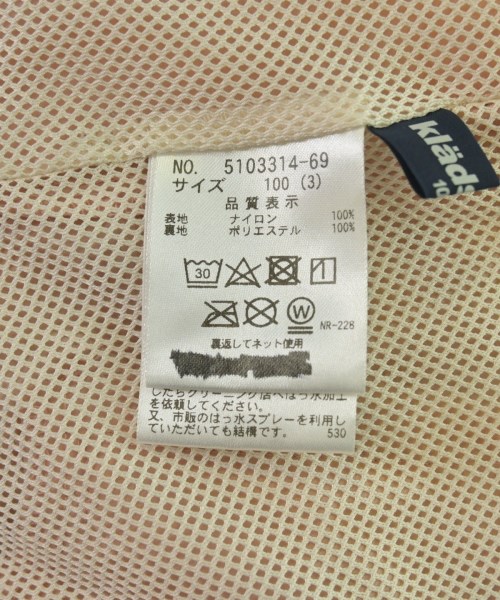 NO. 5103314-69
サイズ 100 (3)
品質表示
表地 ナイロン 100%
裏地 ポリエステル 100%
30
W
NR-228
裏返してネット使用
したらクリーニング店へはっ水加工
を依頼してください。
又、市販のはっ水スプレーを利用し
ていただいても結構です。 530
kläds
10